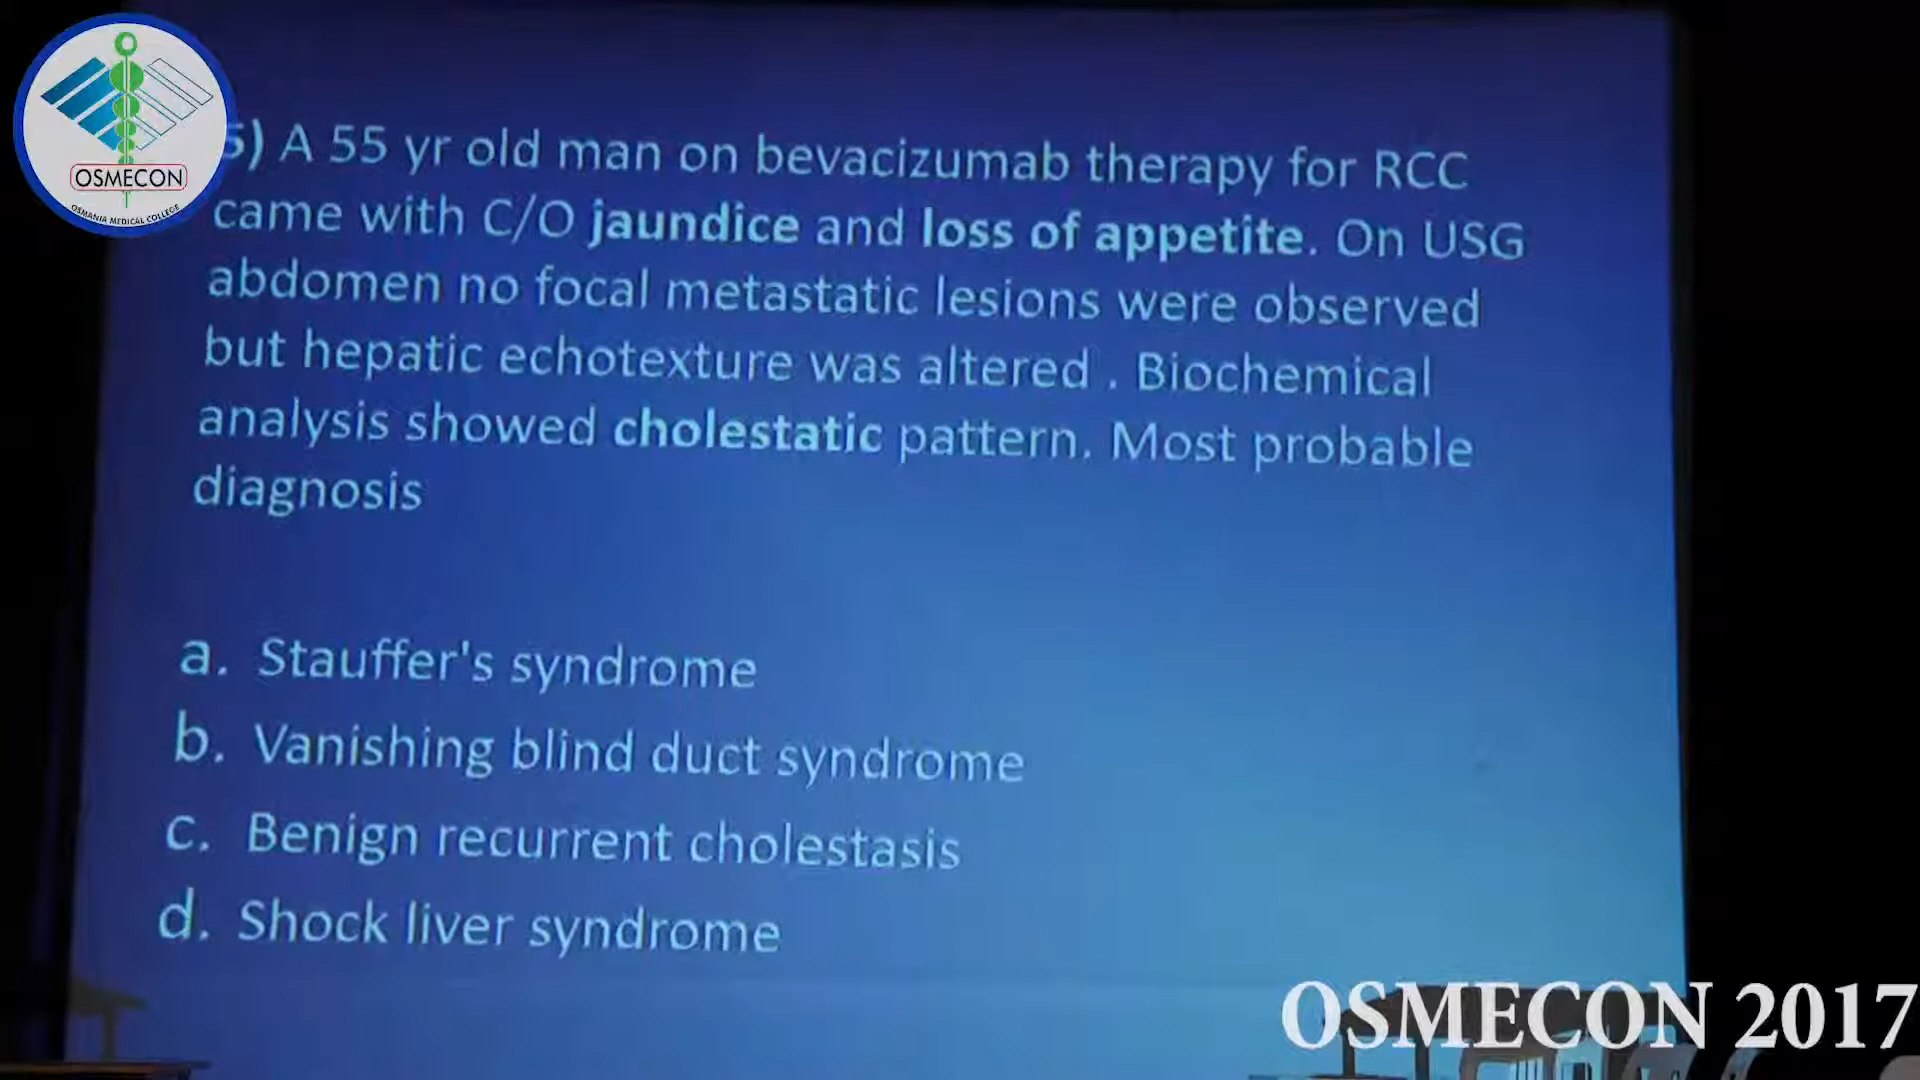 OSMECON
OSMANIA MEDICAL COLLEGE
5) A 55 yr old man on bevacizumab therapy for RCC
came with C/O jaundice and loss of appetite. On USG
abdomen no focal metastatic lesions were observed
but hepatic echotexture was altered . Biochemical
analysis showed cholestatic pattern. Most probable
diagnosis
a. Stauffer's syndrome
b. Vanishing blind duct syndrome
c. Benign recurrent cholestasis
d. Shock liver syndrome
OSMECON 2017